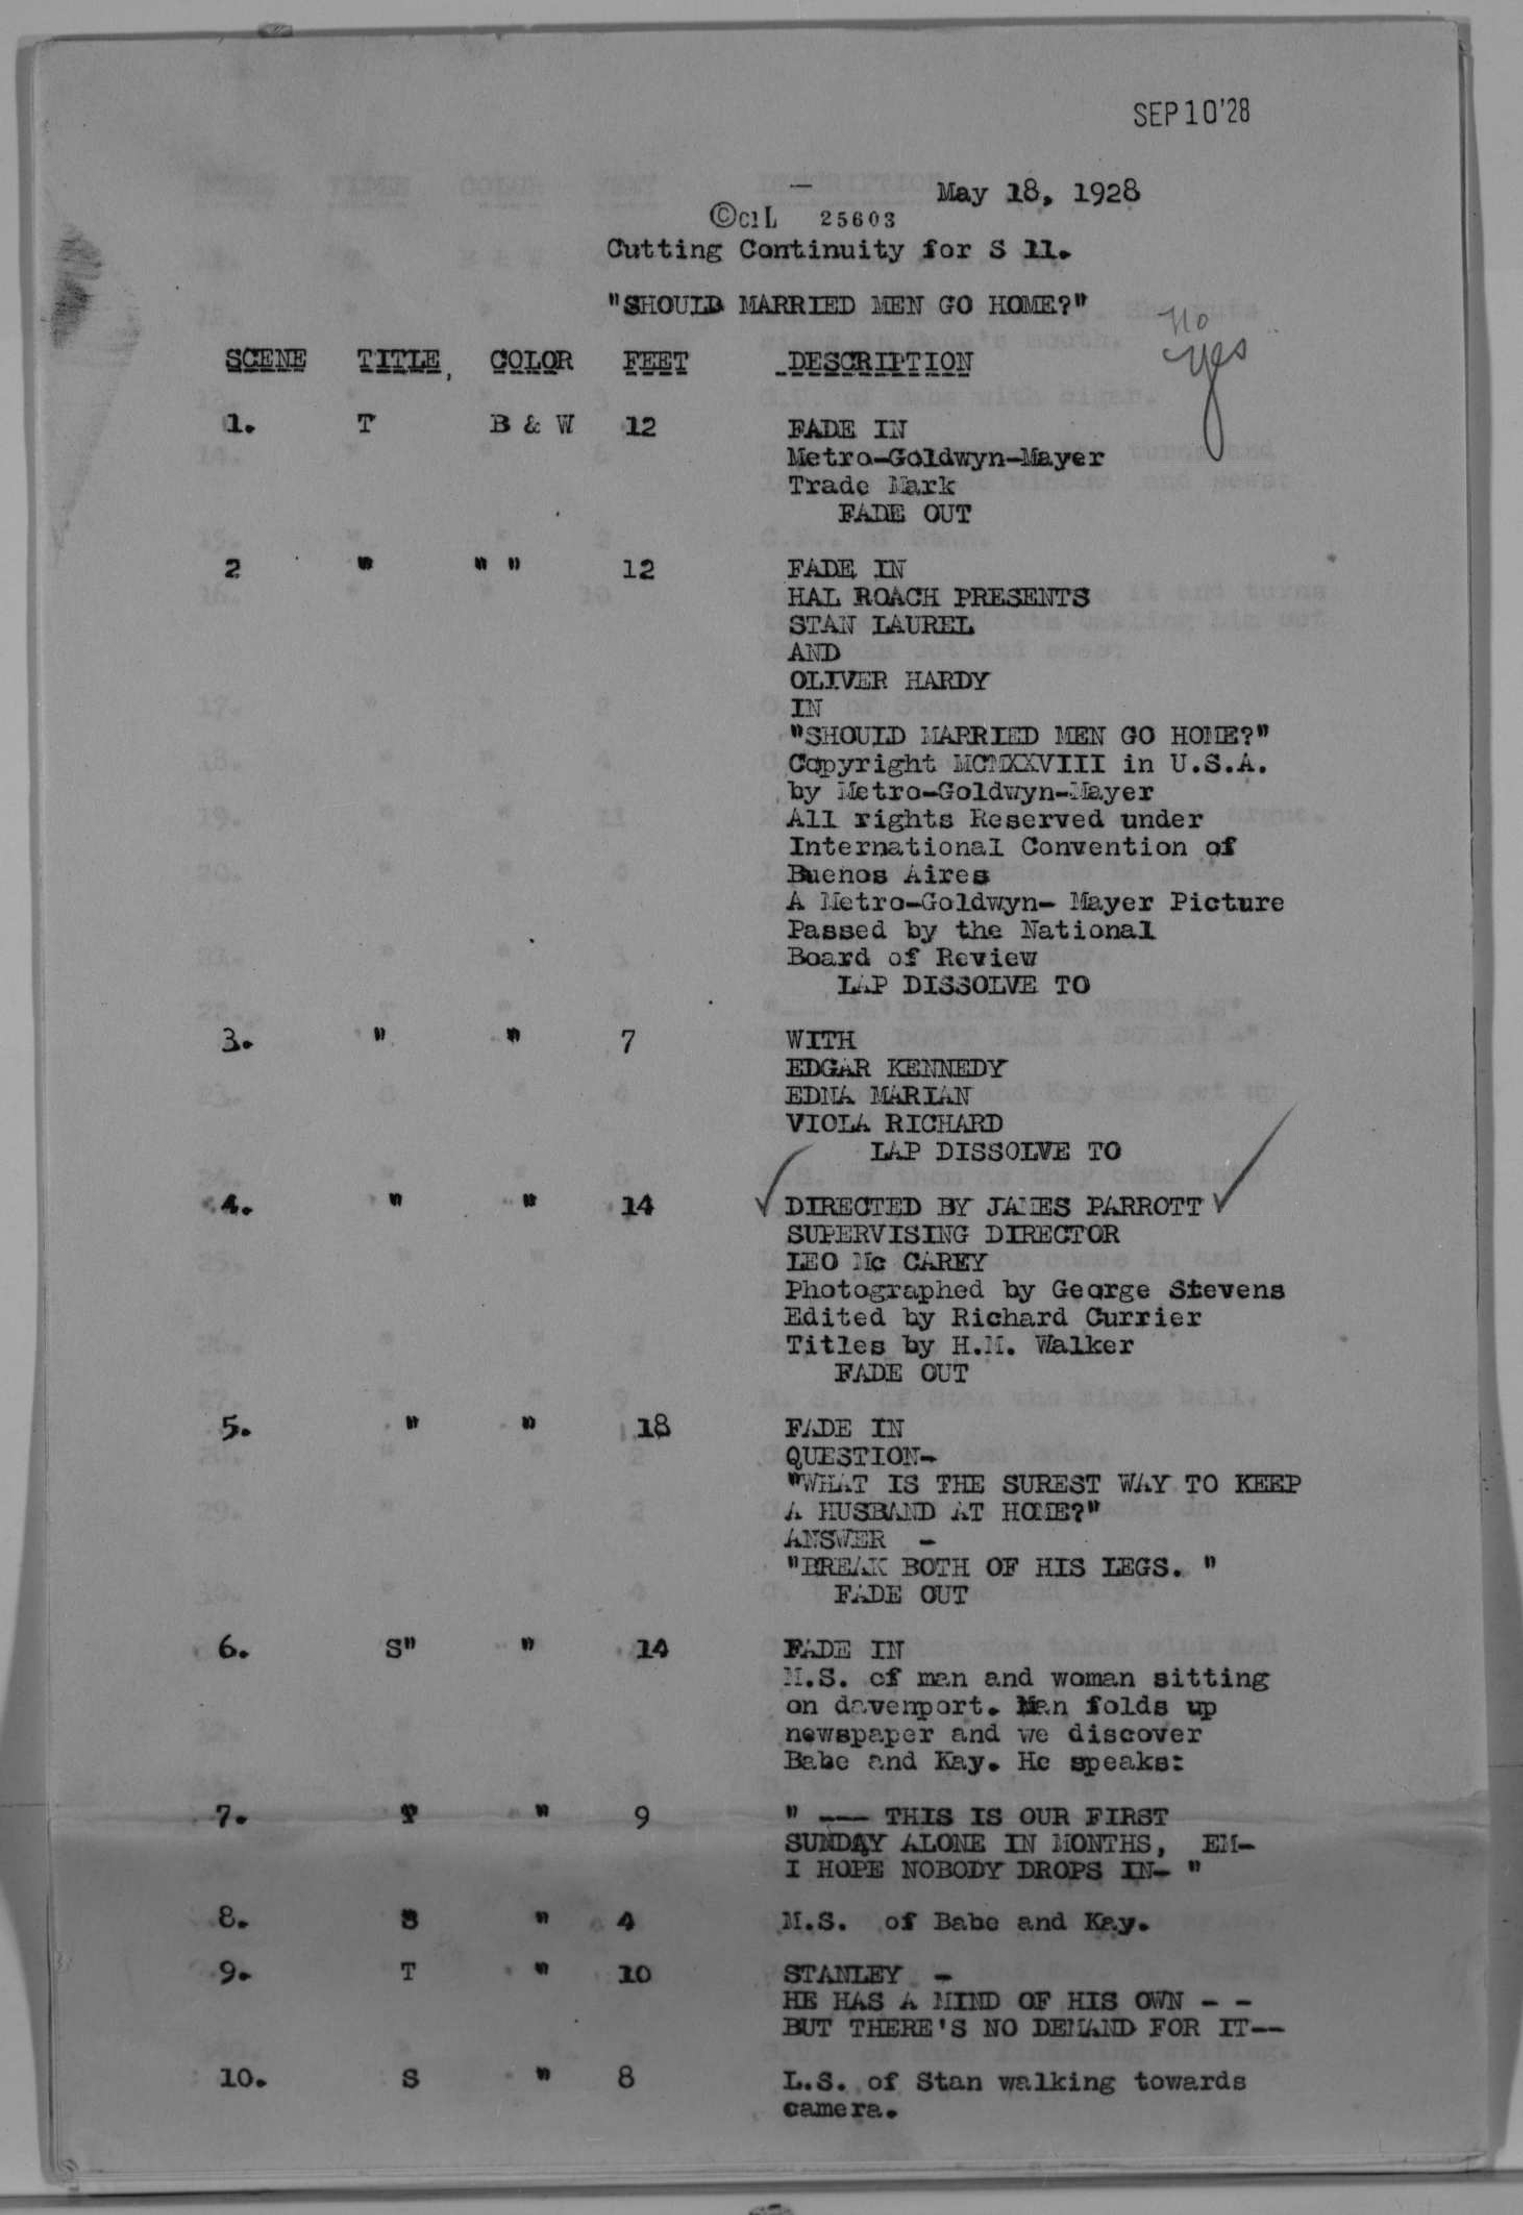 SEP 10'28
May 18, 1928
©ClL 25603
Cutting Continuity for S 11.
"SHOULD MARRIED MEN GO HOME?"
no
yes
SCENE TITLE, COLOR FEET DESCRIPTION
1. T B & W 12 FADE IN
Metro-Goldwyn-Mayer
Trade Mark
FADE OUT
2 " " " 12 FADE IN
HAL ROACH PRESENTS
STAN LAUREL
AND
OLIVER HARDY
IN
"SHOULD MARRIED MEN GO HOME?"
Copyright MCMXXVIII in U.S.A.
by Metro-Goldwyn-Mayer
All rights Reserved under
International Convention of
Buenos Aires
A Metro-Goldwyn- Mayer Picture
Passed by the National
Board of Review
LAP DISSOLVE TO
3. " " 7 WITH
EDGAR KENNEDY
EDNA MARIAN
VIOLA RICHARD
LAP DISSOLVE TO
4. " " 14 DIRECTED BY JAMES PARROTT
SUPERVISING DIRECTOR
LEO Mc CAREY
Photographed by George Stevens
Edited by Richard Currier
Titles by H.M. Walker
FADE OUT
5. " " 18 FADE IN
QUESTION-
"WHAT IS THE SUREST WAY TO KEEP
A HUSBAND AT HOME?"
ANSWER -
"BREAK BOTH OF HIS LEGS. "
FADE OUT
6. S" " 14 FADE IN
M.S. of man and woman sitting
on davenport. Man folds up
newspaper and we discover
Babe and Kay. He speaks:
7. T " 9 " --- THIS IS OUR FIRST
SUNDAY ALONE IN MONTHS, EM-
I HOPE NOBODY DROPS IN- "
8. S " 4 M.S. of Babe and Kay.
9. T " 10 STANLEY -
HE HAS A MIND OF HIS OWN - -
BUT THERE'S NO DEMAND FOR IT--
10. S " 8 L.S. of Stan walking towards
camera.